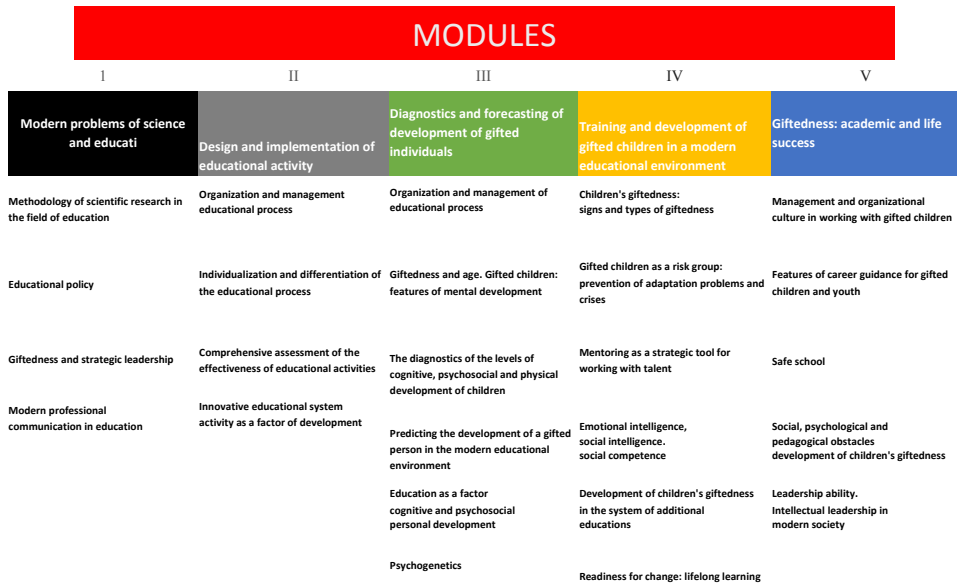 MODULES
1
II
III
IV
V
Modern problems of science
and educati
Design and implementation of
educational activity
Diagnostics and forecasting of
development of gifted
individuals
Training and development of
gifted children in a modern
educational environment
Giftedness: academic and life
success
Methodology of scientific research in
the field of education
Educational policy
Giftedness and strategic leadership
Modern professional
communication in education
Organization and management
educational process
Individualization and differentiation of
the educational process
Comprehensive assessment of the
effectiveness of educational activities
Innovative educational system
activity as a factor of development
Organization and management of
educational process
Giftedness and age. Gifted children:
features of mental development
The diagnostics of the levels of
cognitive, psychosocial and physical
development of children
Predicting the development of a gifted
person in the modern educational
environment
Education as a factor
cognitive and psychosocial
personal development
Psychogenetics
Children's giftedness:
signs and types of giftedness
Gifted children as a risk group:
prevention of adaptation problems and
crises
Mentoring as a strategic tool for
working with talent
Emotional intelligence,
social intelligence.
social competence
Development of children's giftedness
in the system of additional
educations
Readiness for change: lifelong learning
Management and organizational
culture in working with gifted children
Features of career guidance for gifted
children and youth
Safe school
Social, psychological and
pedagogical obstacles
development of children's giftedness
Leadership ability.
Intellectual leadership in
modern society